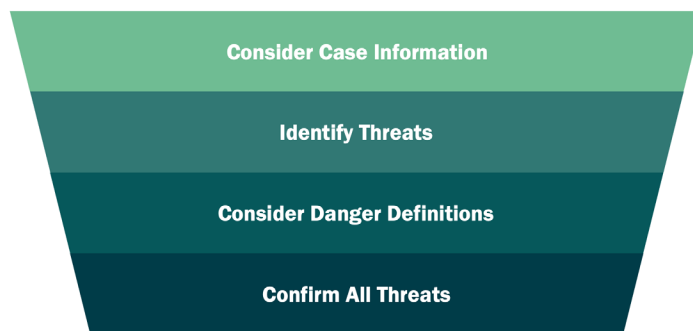 Consider Case Information
Identify Threats
Consider Danger Definitions
Confirm All Threats